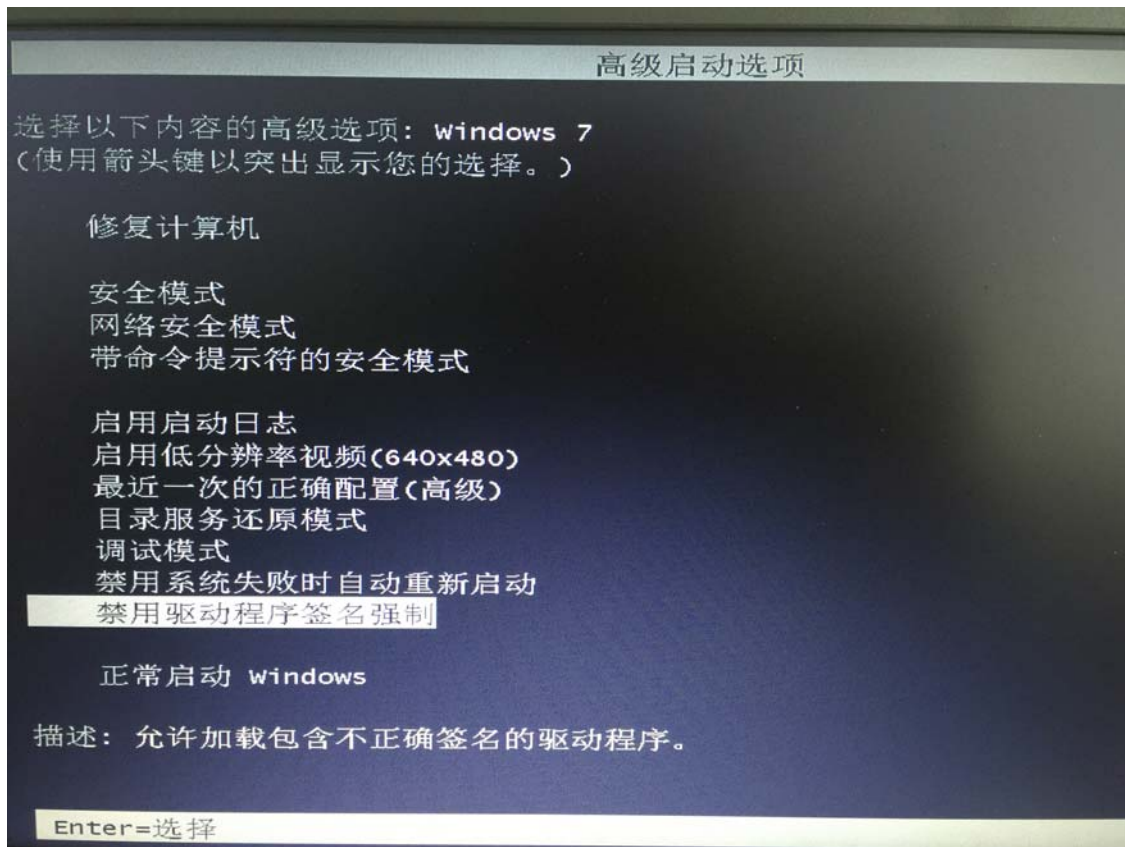 高级启动选项
选择以下内容的高级选项: Windows 7
(使用箭头键以突出显示您的选择。)
修复计算机
安全模式
网络安全模式
带命令提示符的安全模式
启用启动日志
启用低分辨率视频(640x480)
最近一次的正确配置(高级)
目录服务还原模式
调试模式
禁用系统失败时自动重新启动
禁用驱动程序签名强制
正常启动 Windows
描述: 允许加载包含不正确签名的驱动程序。
Enter=选择